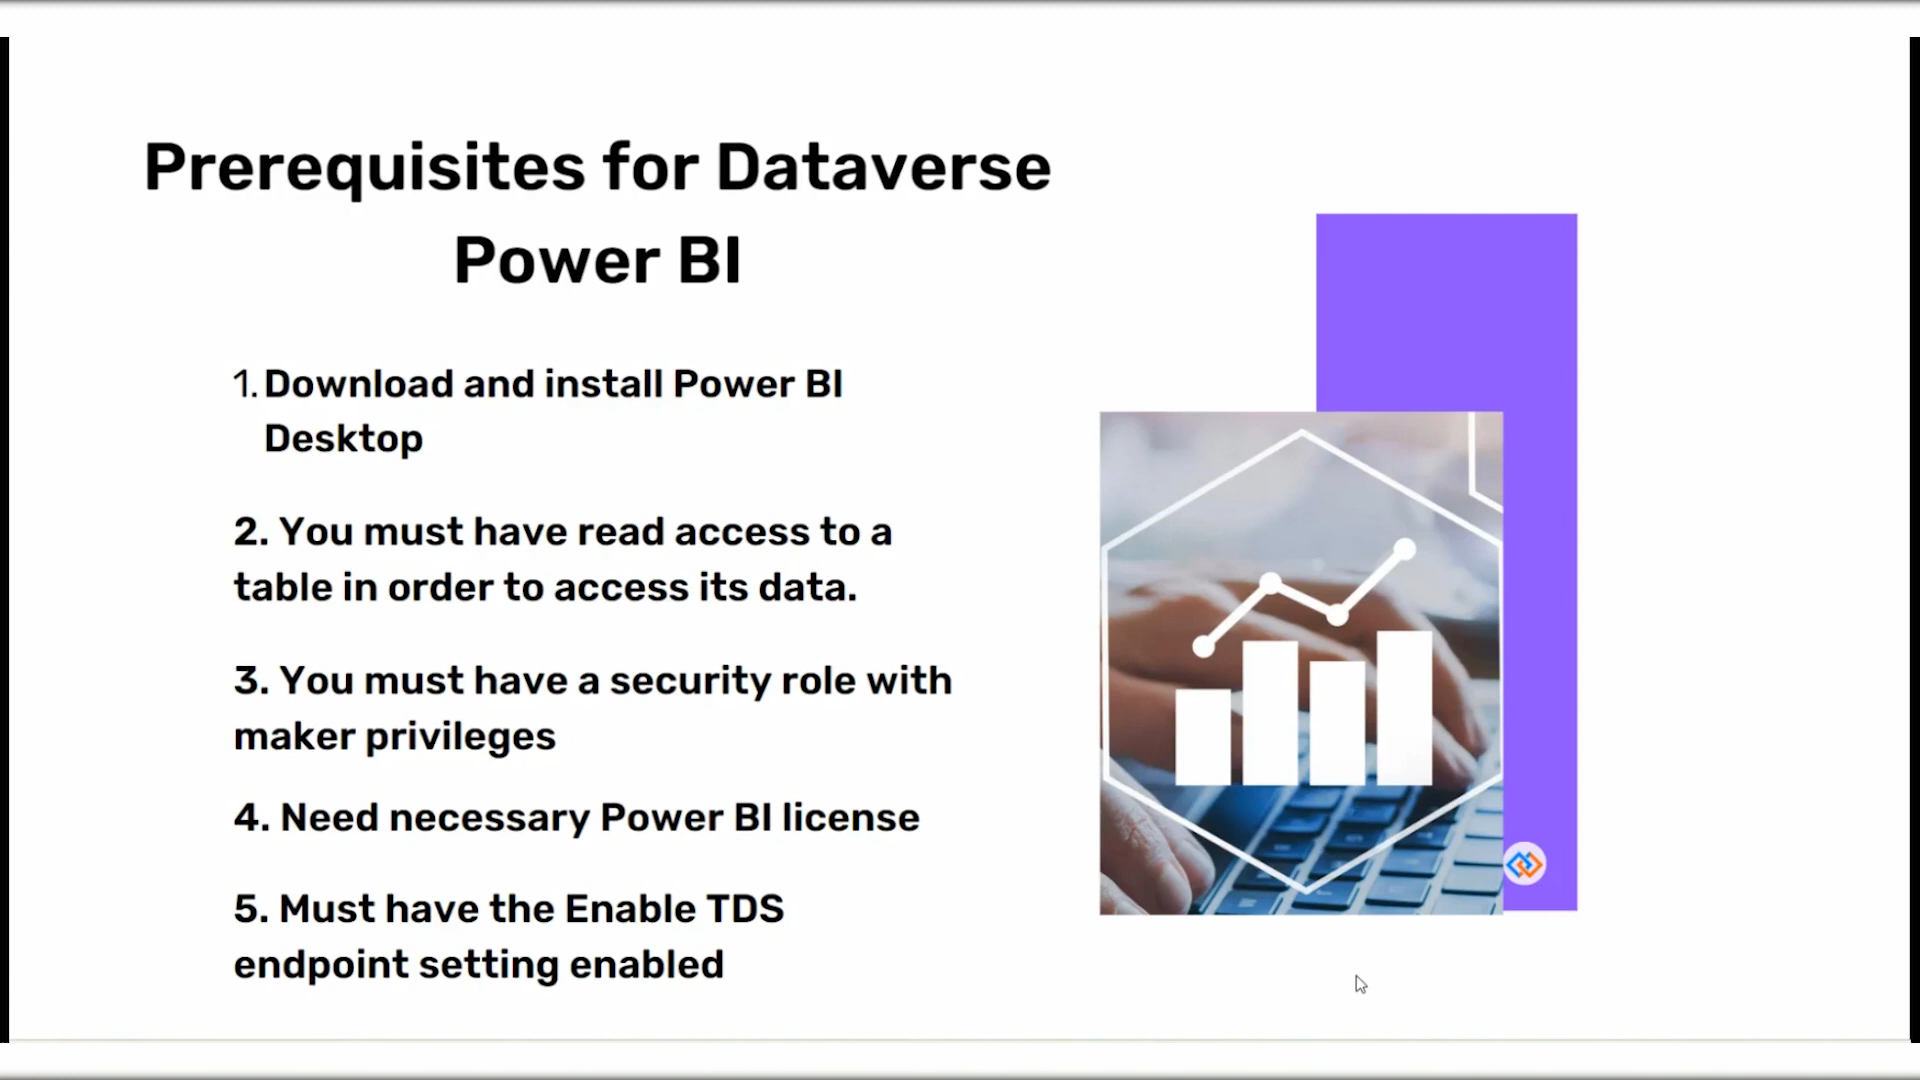 Prerequisites for Dataverse
Power BI
1. Download and install Power BI
Desktop
2. You must have read access to a
table in order to access its data.
3. You must have a security role with
maker privileges
4. Need necessary Power BI license
5. Must have the Enable TDS
endpoint setting enabled